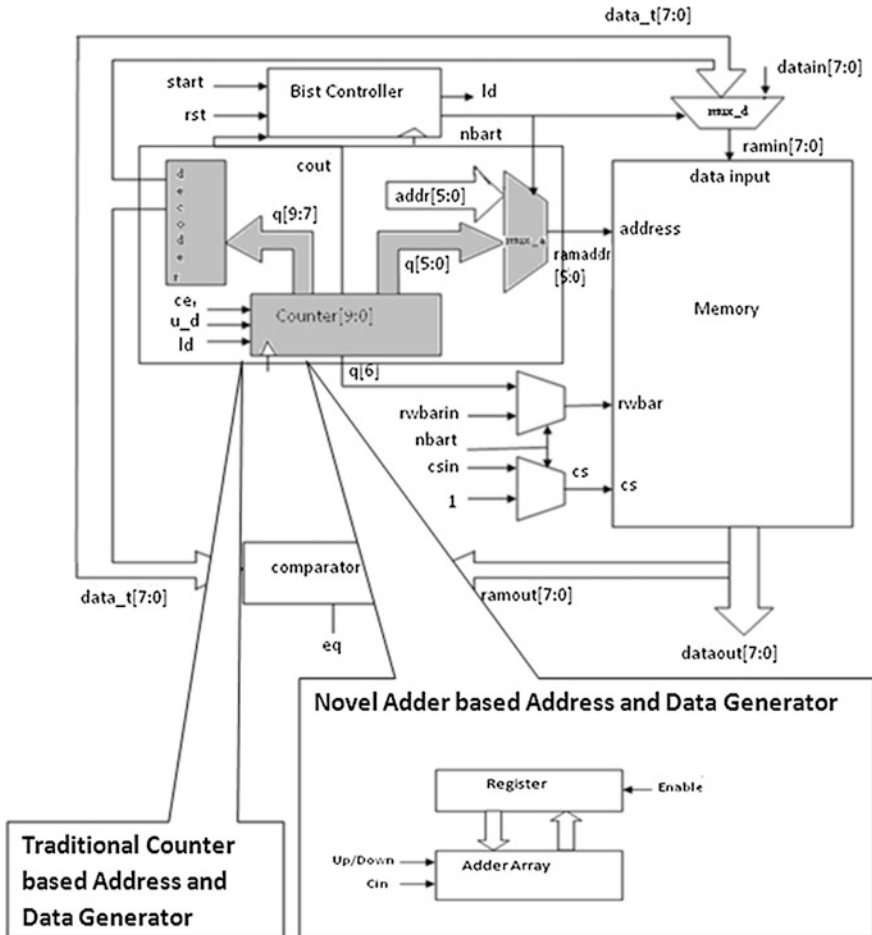 data_t[7:0]
datain[7:0]
start
Bist Controller
ld
mux_d
rst
nbart
ramin[7:0]
cout
data input
decoder
addr[5:0]
q[9:7]
mux_a
address
q[5:0]
ramaddr
[5:0]
ce,
Counter[9:0]
Memory
u_d
ld
q[6]
rwbarin
rwbar
nbart
csin
cs
cs
1
comparator
data_t[7:0]
ramout[7:0]
eq
dataout[7:0]
Novel Adder based Address and Data Generator
Register
Enable
Up/Down
Adder Array
Cin
Traditional Counter
based Address and
Data Generator